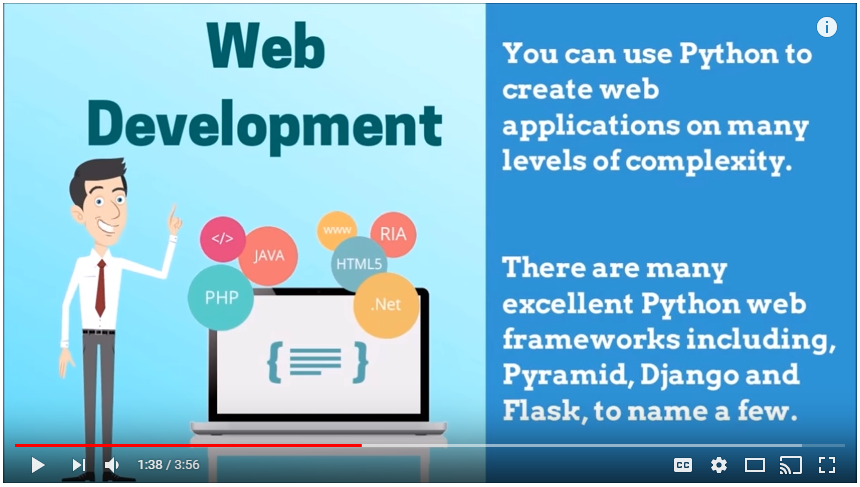 Web
Development
You can use Python to
create web
applications on many
levels of complexity.
There are many
excellent Python web
frameworks including,
Pyramid, Django and
Flask, to name a few.
</>
JAVA
PHP
www
RIA
HTML5
.Net
{ }
i
1:38 / 3:56
CC